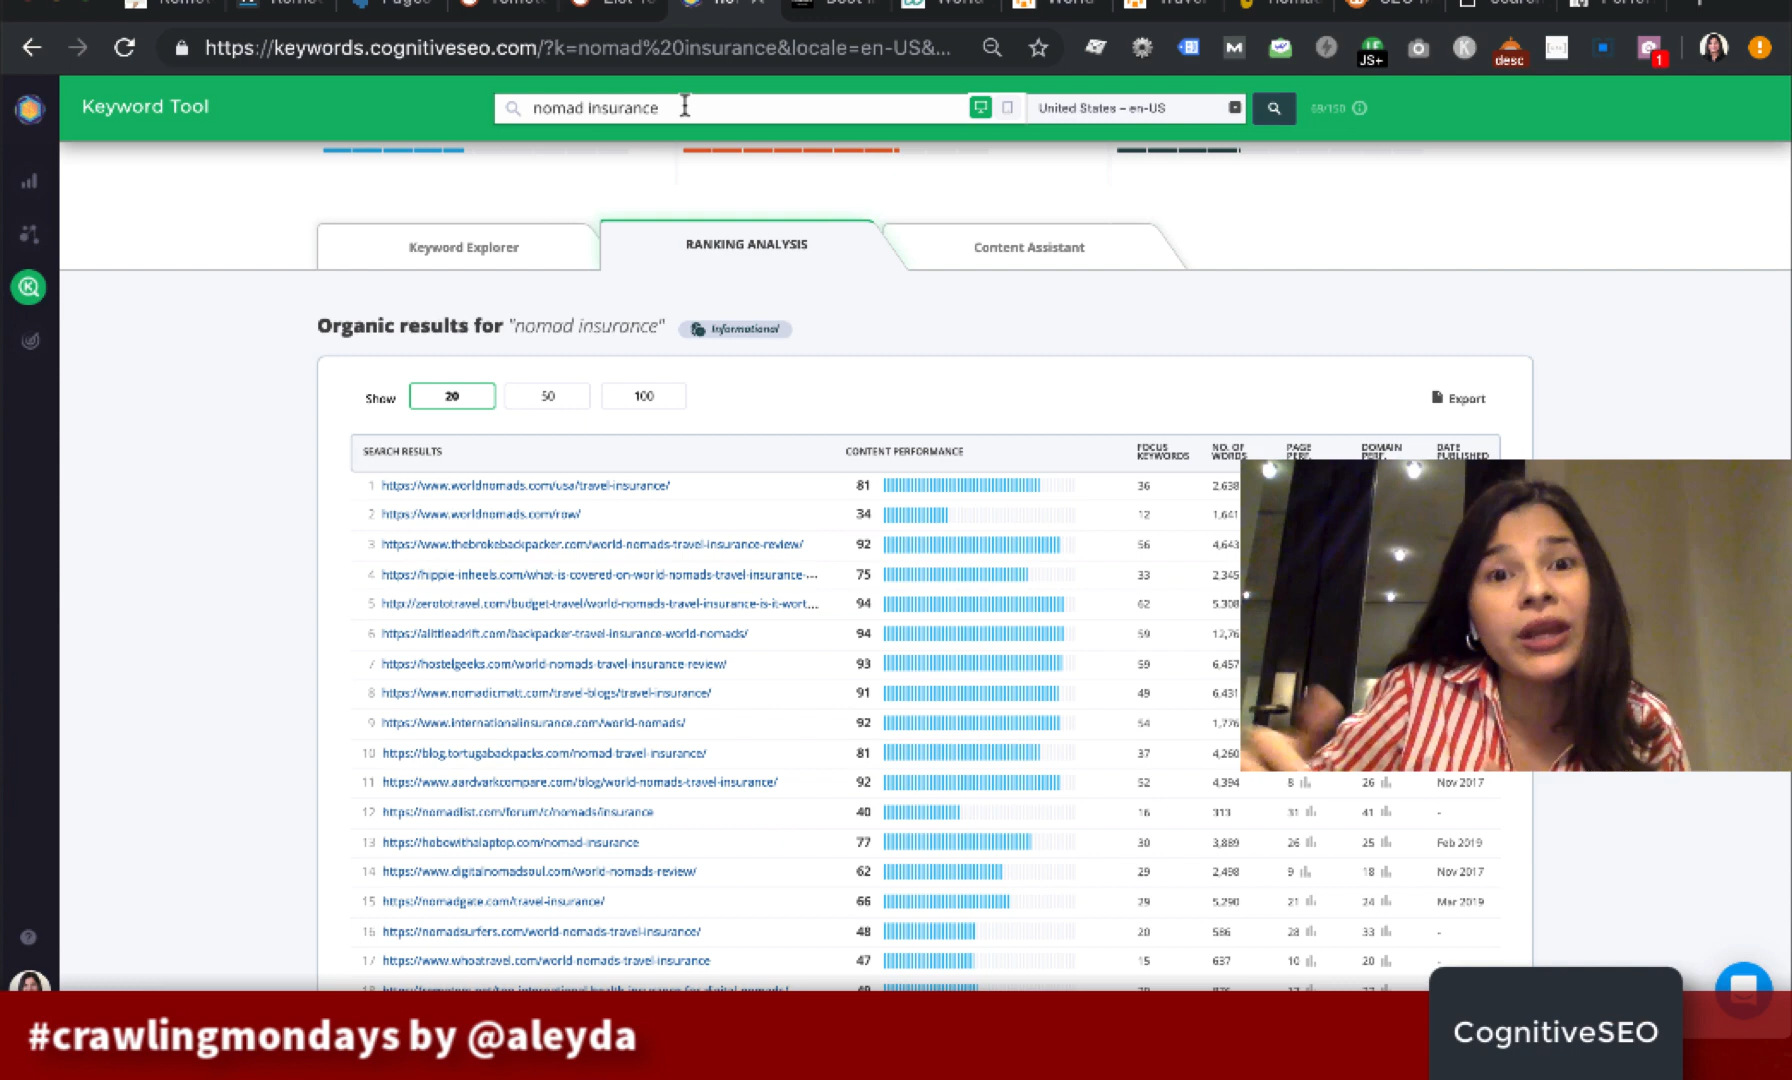 https://keywords.cognitiveseo.com/?k=nomad%20insurance&locale=en-US&...
JS+
desc
1
Keyword Tool
nomad insurance
United States – en-US
69/150
Keyword Explorer
RANKING ANALYSIS
Content Assistant
Organic results for "nomad insurance"
Informational
Show 20 50 100
Export
SEARCH RESULTS CONTENT PERFORMANCE FOCUS KEYWORDS NO. OF WORDS PAGE PERF. DOMAIN PERF. DATE PUBLISHED
1 https://www.worldnomads.com/usa/travel-insurance/ 81 36 2,638
2 https://www.worldnomads.com/row/ 34 12 1,641
3 https://www.thebrokebackpacker.com/world-nomads-travel-insurance-review/ 92 56 4,643
4 https://hippie-inheels.com/what-is-covered-on-world-nomads-travel-insurance-... 75 33 2,345
5 http://zerototravel.com/budget-travel/world-nomads-travel-insurance-is-it-wort... 94 62 5,308
6 https://alittleadrift.com/backpacker-travel-insurance-world-nomads/ 94 59 12,76
7 https://hostelgeeks.com/world-nomads-travel-insurance-review/ 93 59 6,457
8 https://www.nomadicmatt.com/travel-blogs/travel-insurance/ 91 49 6,431
9 https://www.internationalinsurance.com/world-nomads/ 92 54 1,776
10 https://blog.tortugabackpacks.com/nomad-travel-insurance/ 81 37 4,260
11 https://www.aardvarkcompare.com/blog/world-nomads-travel-insurance/ 92 52 4,394 8 26 Nov 2017
12 https://nomadlist.com/forum/c/nomads/insurance 40 16 313 31 41 -
13 https://hobowithalaptop.com/nomad-insurance 77 30 3,889 26 25 Feb 2019
14 https://www.digitalnomadsoul.com/world-nomads-review/ 62 29 2,498 9 18 Nov 2017
15 https://nomadgate.com/travel-insurance/ 66 29 5,290 21 24 Mar 2019
16 https://nomadsurfers.com/world-nomads-travel-insurance/ 48 20 586 28 33 -
17 https://www.whoatravel.com/world-nomads-travel-insurance 47 15 637 10 20 -
#crawlingmondays by @aleyda
CognitiveSEO